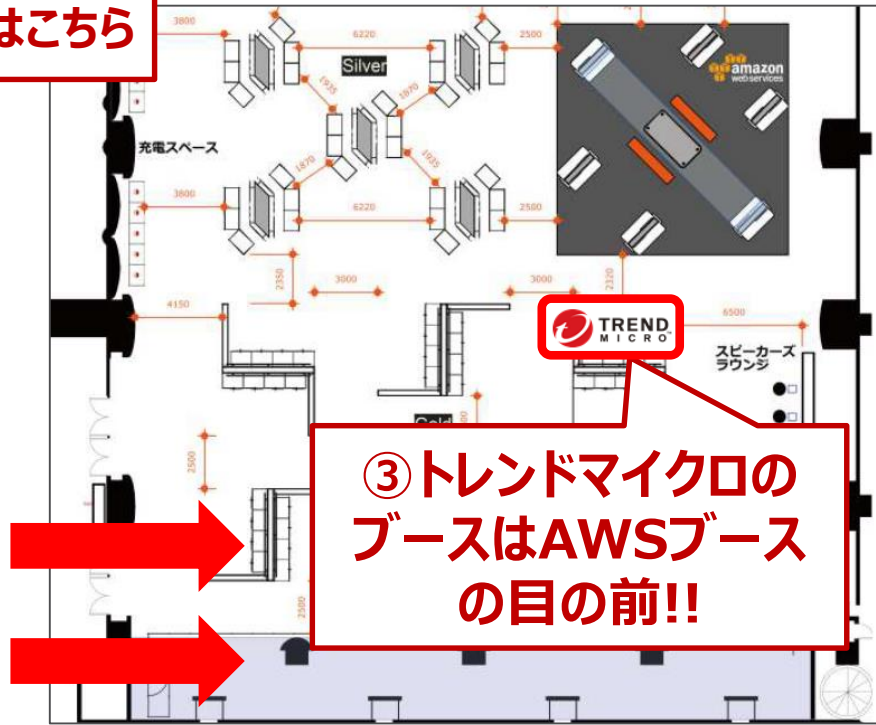 はこちら
3800
6220
2500
Silver
amazon
webservices
1935
1870
充電スペース
1870
1935
3800
6220
2500
2350
3000
3000
2320
4150
TREND
MICRO
6500
スピーカーズ
ラウンジ
2500
③トレンドマイクロの
ブースはAWSブース
の目の前!!
2500